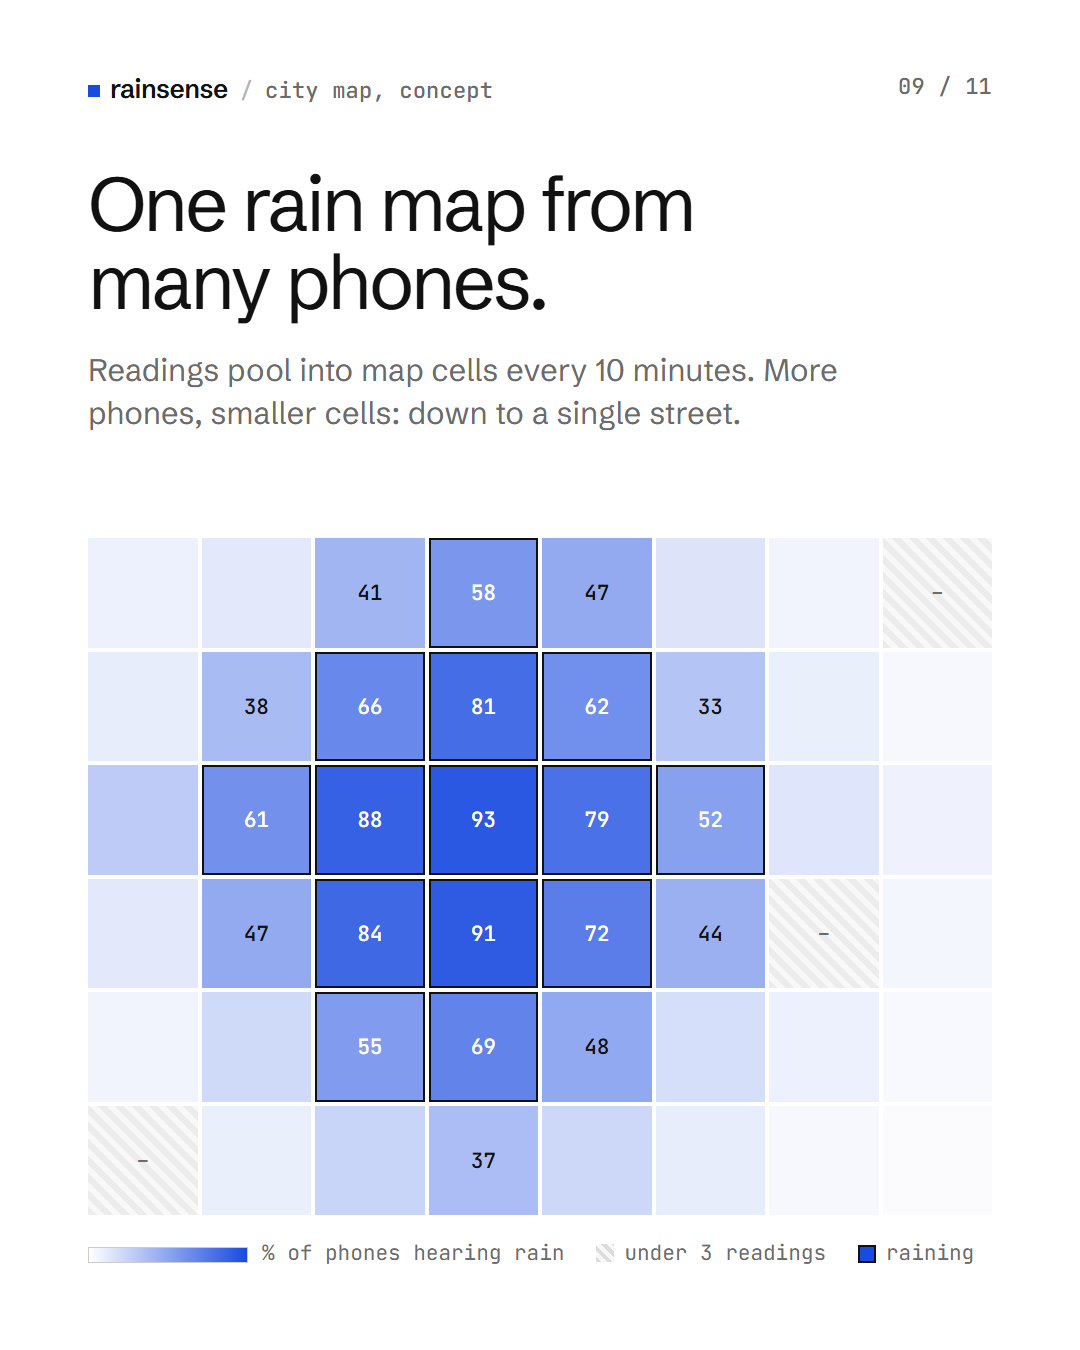 rainsense / city map, concept
09 / 11
One rain map from
many phones.
Readings pool into map cells every 10 minutes. More
phones, smaller cells: down to a single street.
41 58 47 –
38 66 81 62 33
61 88 93 79 52
47 84 91 72 44 –
55 69 48
– 37
% of phones hearing rain
under 3 readings
raining